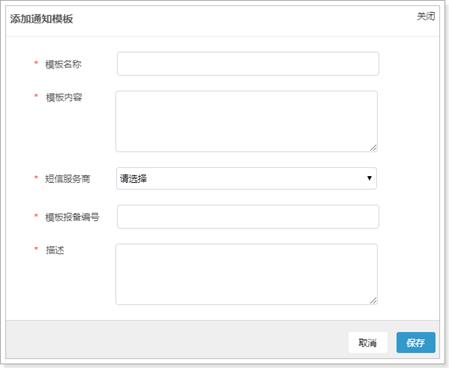 添加通知模板
关闭
* 模板名称
* 模板内容
* 短信服务商
请选择
* 模板报备编号
* 描述
取消
保存